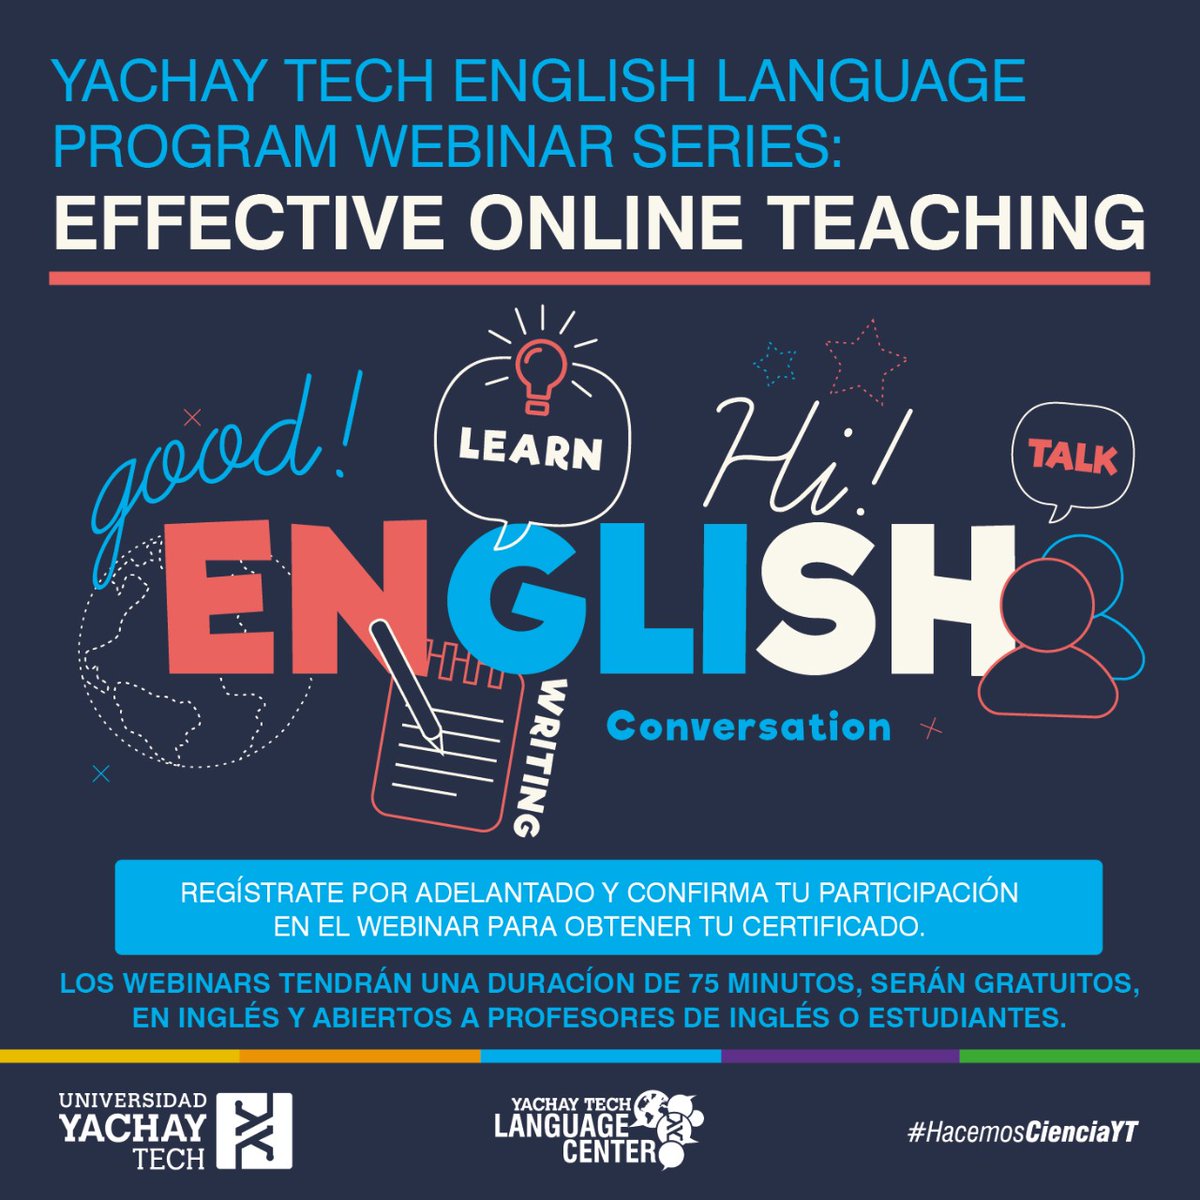 YACHAY TECH ENGLISH LANGUAGE
PROGRAM WEBINAR SERIES:
EFFECTIVE ONLINE TEACHING
good!
LEARN
Hi!
TALK
ENGLISH
WRITING
Conversation
REGÍSTRATE POR ADELANTADO Y CONFIRMA TU PARTICIPACIÓN
EN EL WEBINAR PARA OBTENER TU CERTIFICADO.
LOS WEBINARS TENDRÁN UNA DURACÍON DE 75 MINUTOS, SERÁN GRATUITOS,
EN INGLÉS Y ABIERTOS A PROFESORES DE INGLÉS O ESTUDIANTES.
UNIVERSIDAD
YACHAY
TECH
YACHAY TECH
LANGUAGE
CENTER
#HacemosCienciaYT